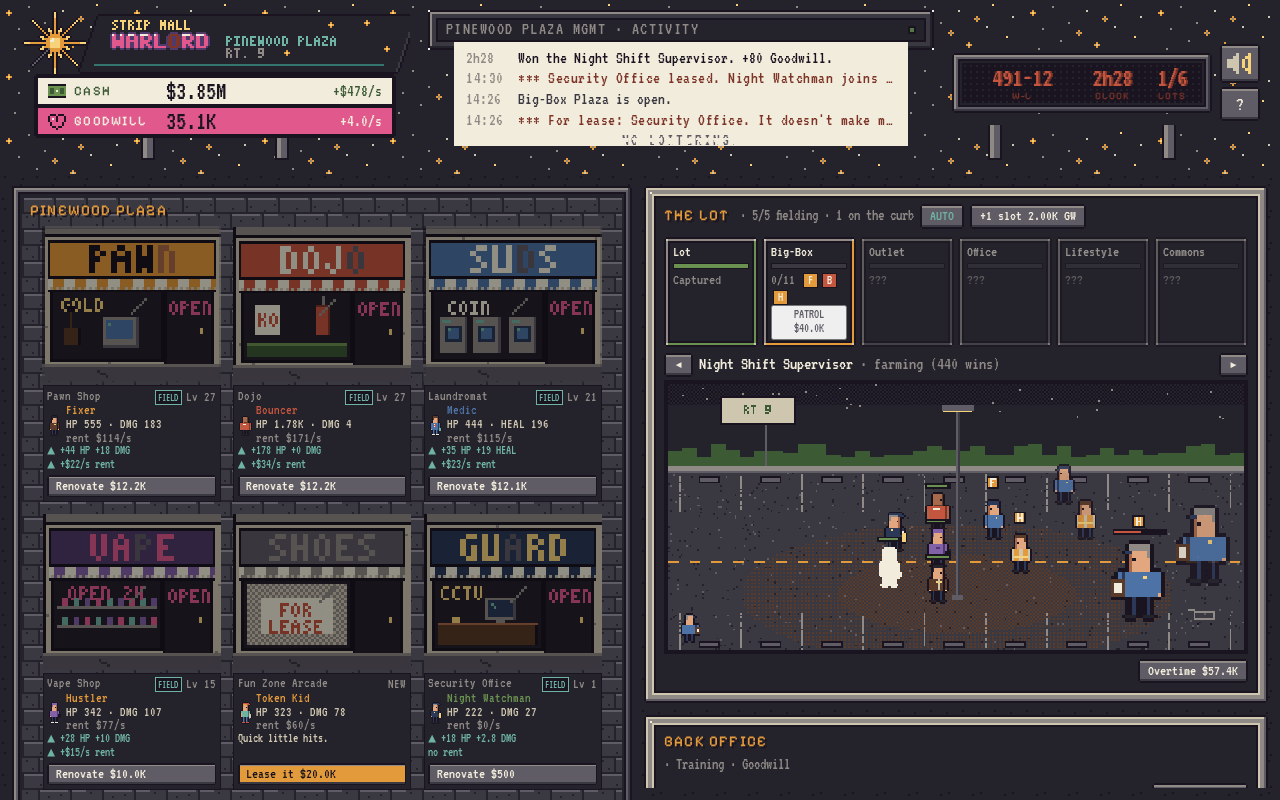 STRIP MALL
WARLORD
PINEWOOD PLAZA
RT. 9
CASH $3.85M +$478/s
GOODWILL 35.1K +4.0/s
PINEWOOD PLAZA MGMT · ACTIVITY
2h28 Won the Night Shift Supervisor. +80 Goodwill.
14:30 *** Security Office leased. Night Watchman joins …
14:26 Big-Box Plaza is open.
14:26 *** For lease: Security Office. It doesn't make m…
NO LOITERING.
491-12 2h28 1/6
W-L CLOCK LOTS
?
PINEWOOD PLAZA
PAWN
GOLD
OPEN
DOJO
KO
OPEN
SUDS
COIN
OPEN
Pawn Shop FIELD Lv 27
Fixer
HP 555 · DMG 183
rent $114/s
▲ +44 HP +18 DMG
▲ +$22/s rent
Renovate $12.2K
Dojo FIELD Lv 27
Bouncer
HP 1.78K · DMG 4
rent $171/s
▲ +178 HP +0 DMG
▲ +$34/s rent
Renovate $12.2K
Laundromat FIELD Lv 21
Medic
HP 444 · HEAL 196
rent $115/s
▲ +35 HP +19 HEAL
▲ +$23/s rent
Renovate $12.1K
VAPE
OPEN 2K
OPEN
SHOES
FOR
LEASE
GUARD
CCTV
OPEN
Vape Shop FIELD Lv 15
Hustler
HP 342 · DMG 107
rent $77/s
▲ +28 HP +10 DMG
▲ +$15/s rent
Renovate $10.0K
Fun Zone Arcade NEW
Token Kid
HP 323 · DMG 78
rent $60/s
Quick little hits.
Lease it $20.0K
Security Office FIELD Lv 1
Night Watchman
HP 222 · DMG 27
rent $0/s
▲ +18 HP +2.8 DMG
no rent
Renovate $500
THE LOT · 5/5 fielding · 1 on the curb AUTO +1 slot 2.00K GW
Lot
Captured
Big-Box
0/11 F B
H
PATROL
$40.0K
Outlet
???
Office
???
Lifestyle
???
Commons
???
◄ Night Shift Supervisor · farming (440 wins) ►
RT 9
F
H
H
Overtime $57.4K
BACK OFFICE
· Training · Goodwill